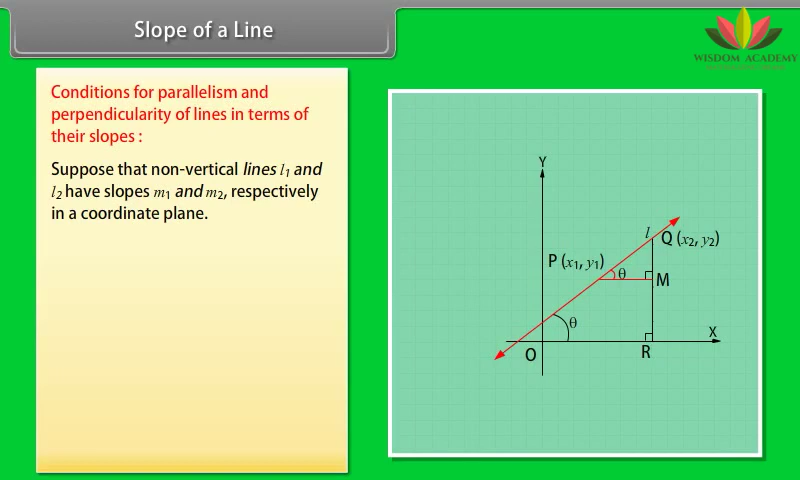 Slope of a Line
WISDOM ACADEMY
Conditions for parallelism and
perpendicularity of lines in terms of
their slopes :
Suppose that non-vertical lines l₁ and
l₂ have slopes m₁ and m₂, respectively
in a coordinate plane.
Y
l
Q (x₂, y₂)
P (x₁, y₁)
θ
M
θ
X
O
R